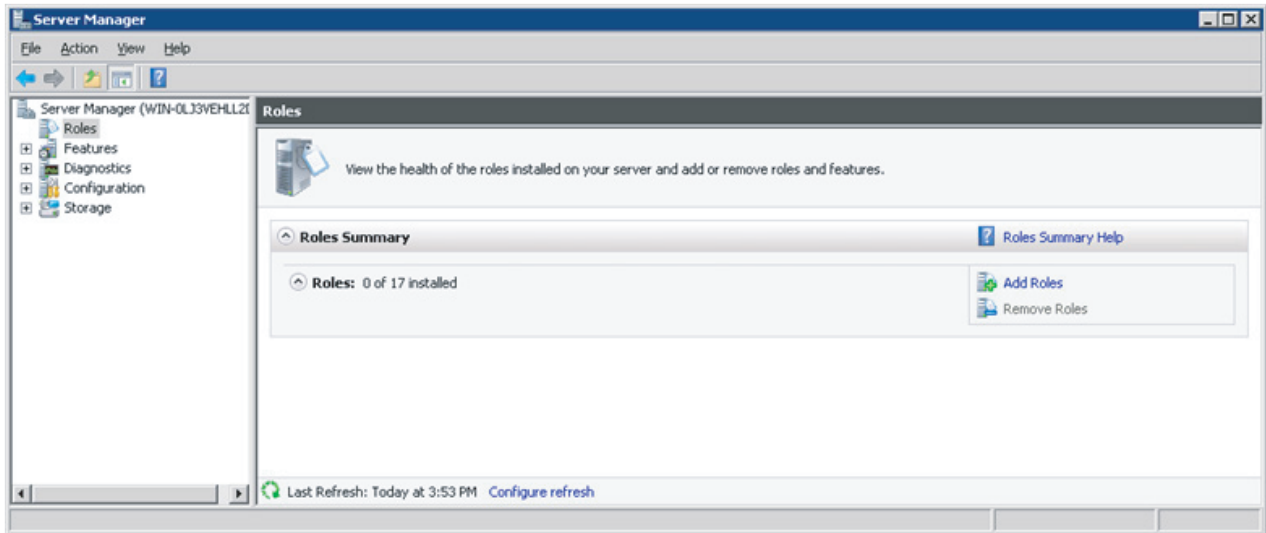 Server Manager
File Action View Help
Server Manager (WIN-0LJ3VEHLL2
Roles
Features
Diagnostics
Configuration
Storage
Roles
View the health of the roles installed on your server and add or remove roles and features.
Roles Summary
Roles Summary Help
Roles: 0 of 17 installed
Add Roles
Remove Roles
Last Refresh: Today at 3:53 PM Configure refresh